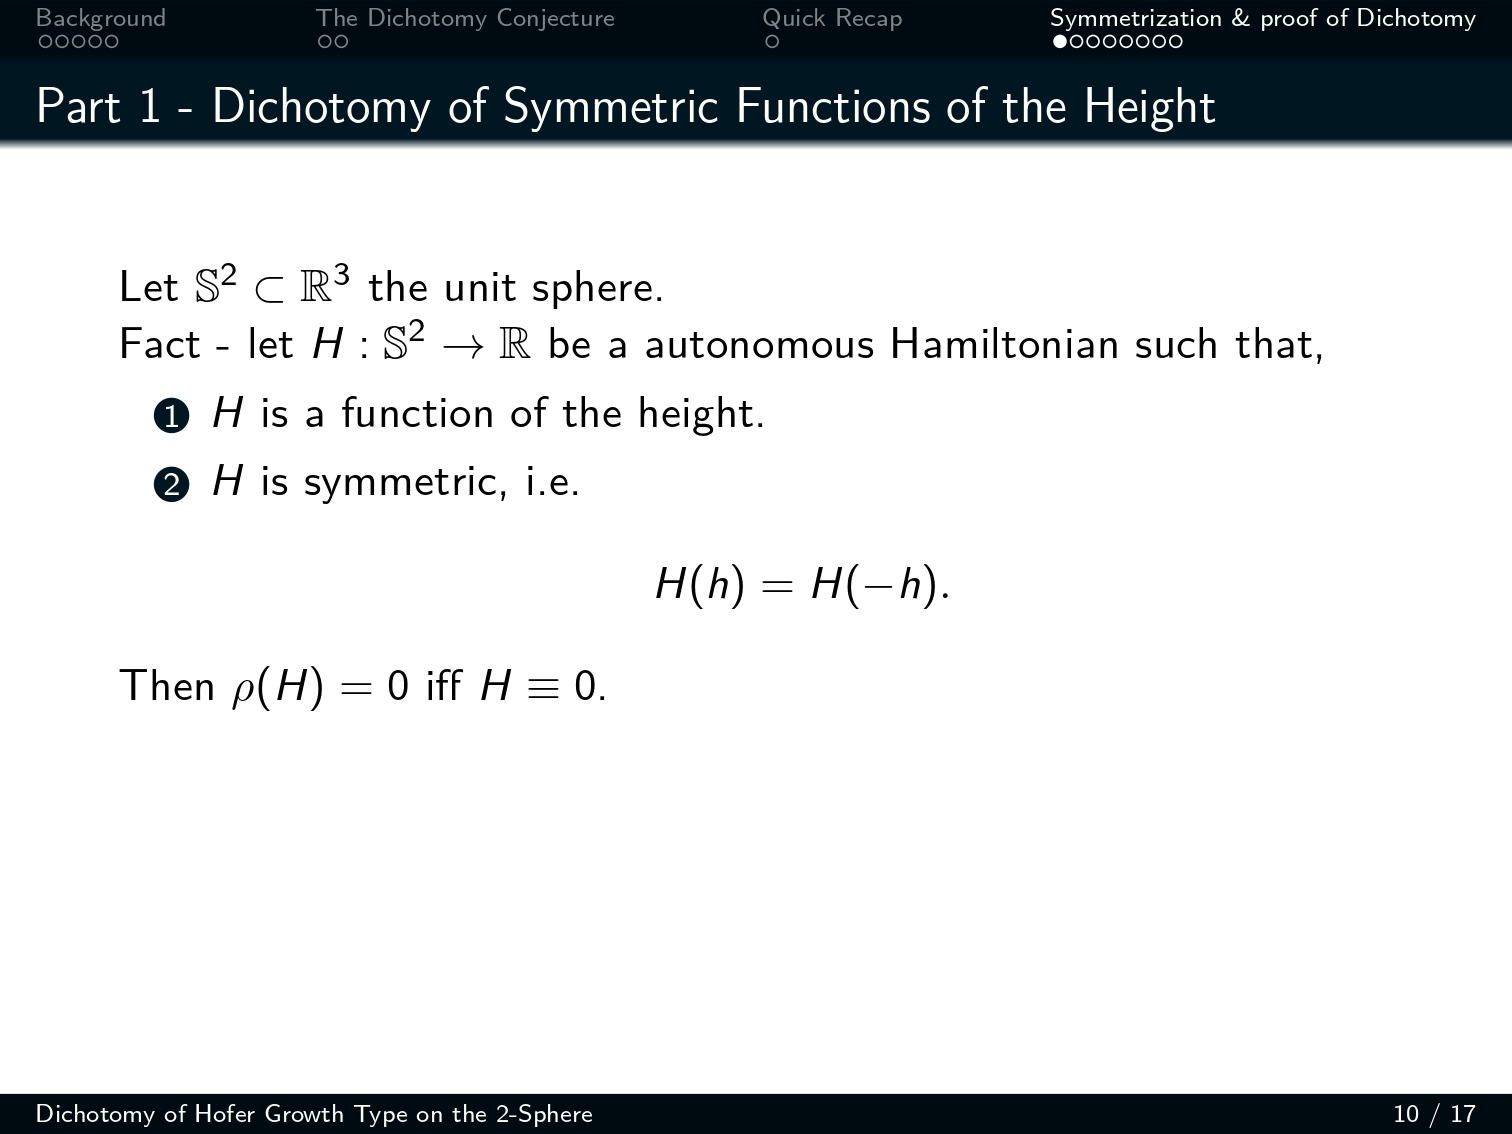 Background The Dichotomy Conjecture Quick Recap Symmetrization & proof of Dichotomy
Part 1 - Dichotomy of Symmetric Functions of the Height
Let 𝕊² ⊂ ℝ³ the unit sphere.
Fact - let H : 𝕊² → ℝ be a autonomous Hamiltonian such that,
1 H is a function of the height.
2 H is symmetric, i.e.
H(h) = H(−h).
Then ρ(H) = 0 iff H ≡ 0.
Dichotomy of Hofer Growth Type on the 2-Sphere 10 / 17